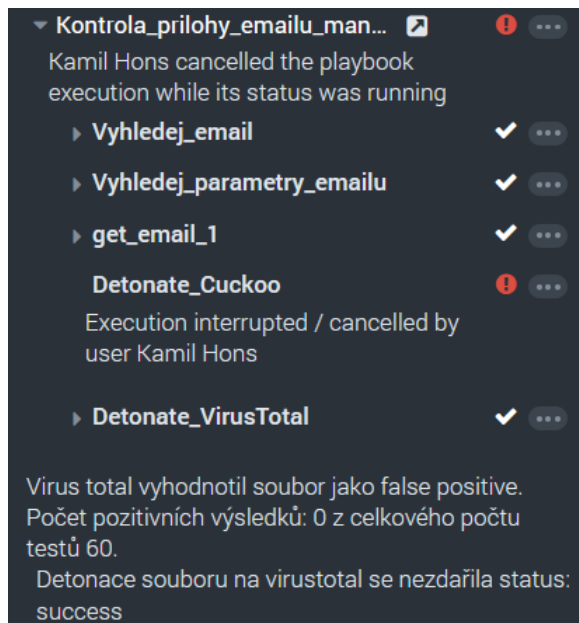 Kontrola_prilohy_emailu_man...
Kamil Hons cancelled the playbook
execution while its status was running
Vyhledej_email
Vyhledej_parametry_emailu
get_email_1
Detonate_Cuckoo
Execution interrupted / cancelled by
user Kamil Hons
Detonate_VirusTotal
Virus total vyhodnotil soubor jako false positive.
Počet pozitivních výsledků: 0 z celkového počtu
testů 60.
Detonace souboru na virustotal se nezdařila status:
success